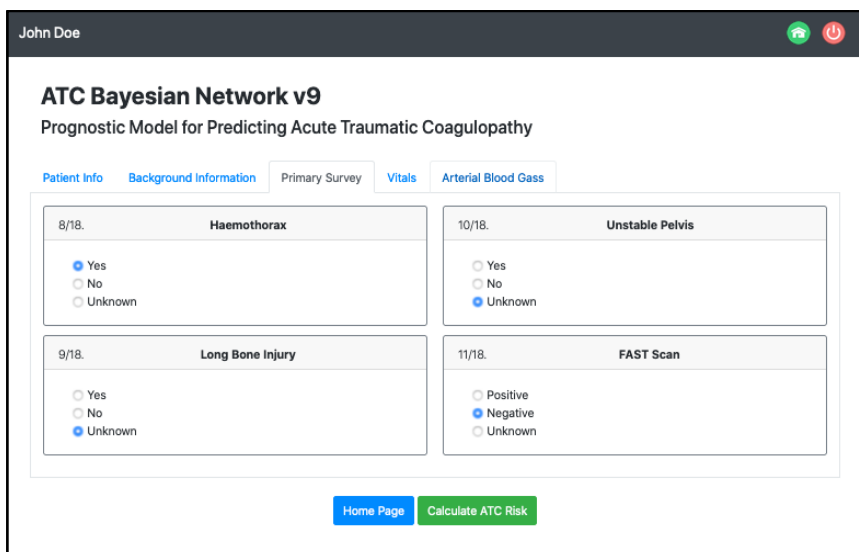 John Doe
ATC Bayesian Network v9
Prognostic Model for Predicting Acute Traumatic Coagulopathy
Patient Info Background Information Primary Survey Vitals Arterial Blood Gass
8/18. Haemothorax
Yes
No
Unknown
10/18. Unstable Pelvis
Yes
No
Unknown
9/18. Long Bone Injury
Yes
No
Unknown
11/18. FAST Scan
Positive
Negative
Unknown
Home Page Calculate ATC Risk